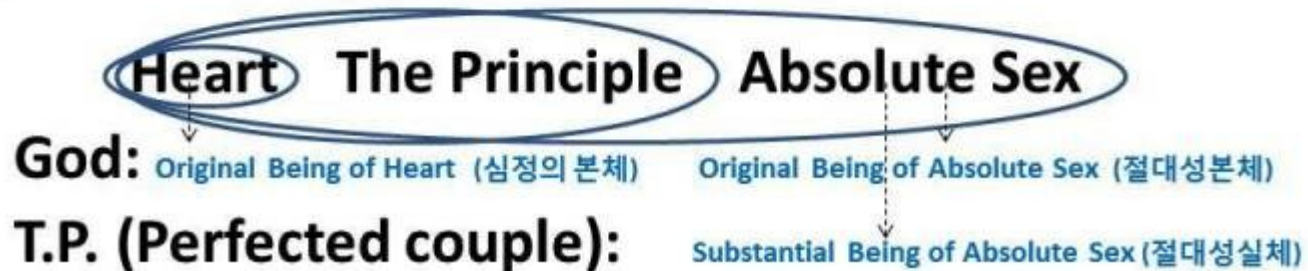 Heart The Principle Absolute Sex
God: Original Being of Heart (심정의 본체) Original Being of Absolute Sex (절대성본체)
T.P. (Perfected couple): Substantial Being of Absolute Sex (절대성실체)